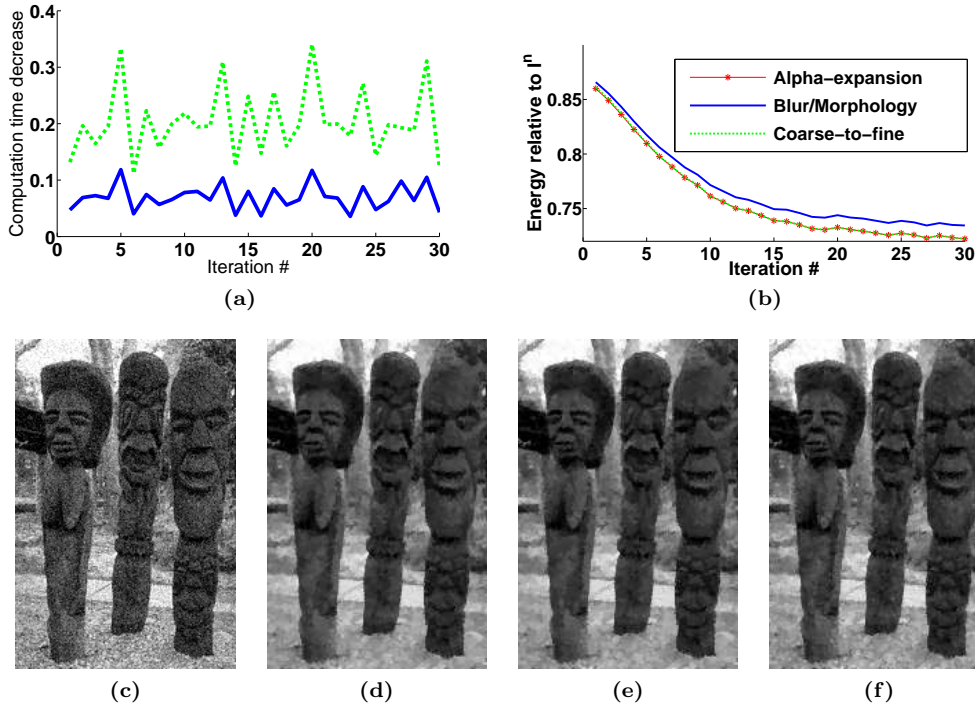 0.4
0.3
0.2
0.1
0
Computation time decrease
0 5 10 15 20 25 30
Iteration #
(a)
0.85
0.8
0.75
Energy relative to Iⁿ
Alpha−expansion
Blur/Morphology
Coarse−to−fine
0 5 10 15 20 25 30
Iteration #
(b)
(c) (d) (e) (f)